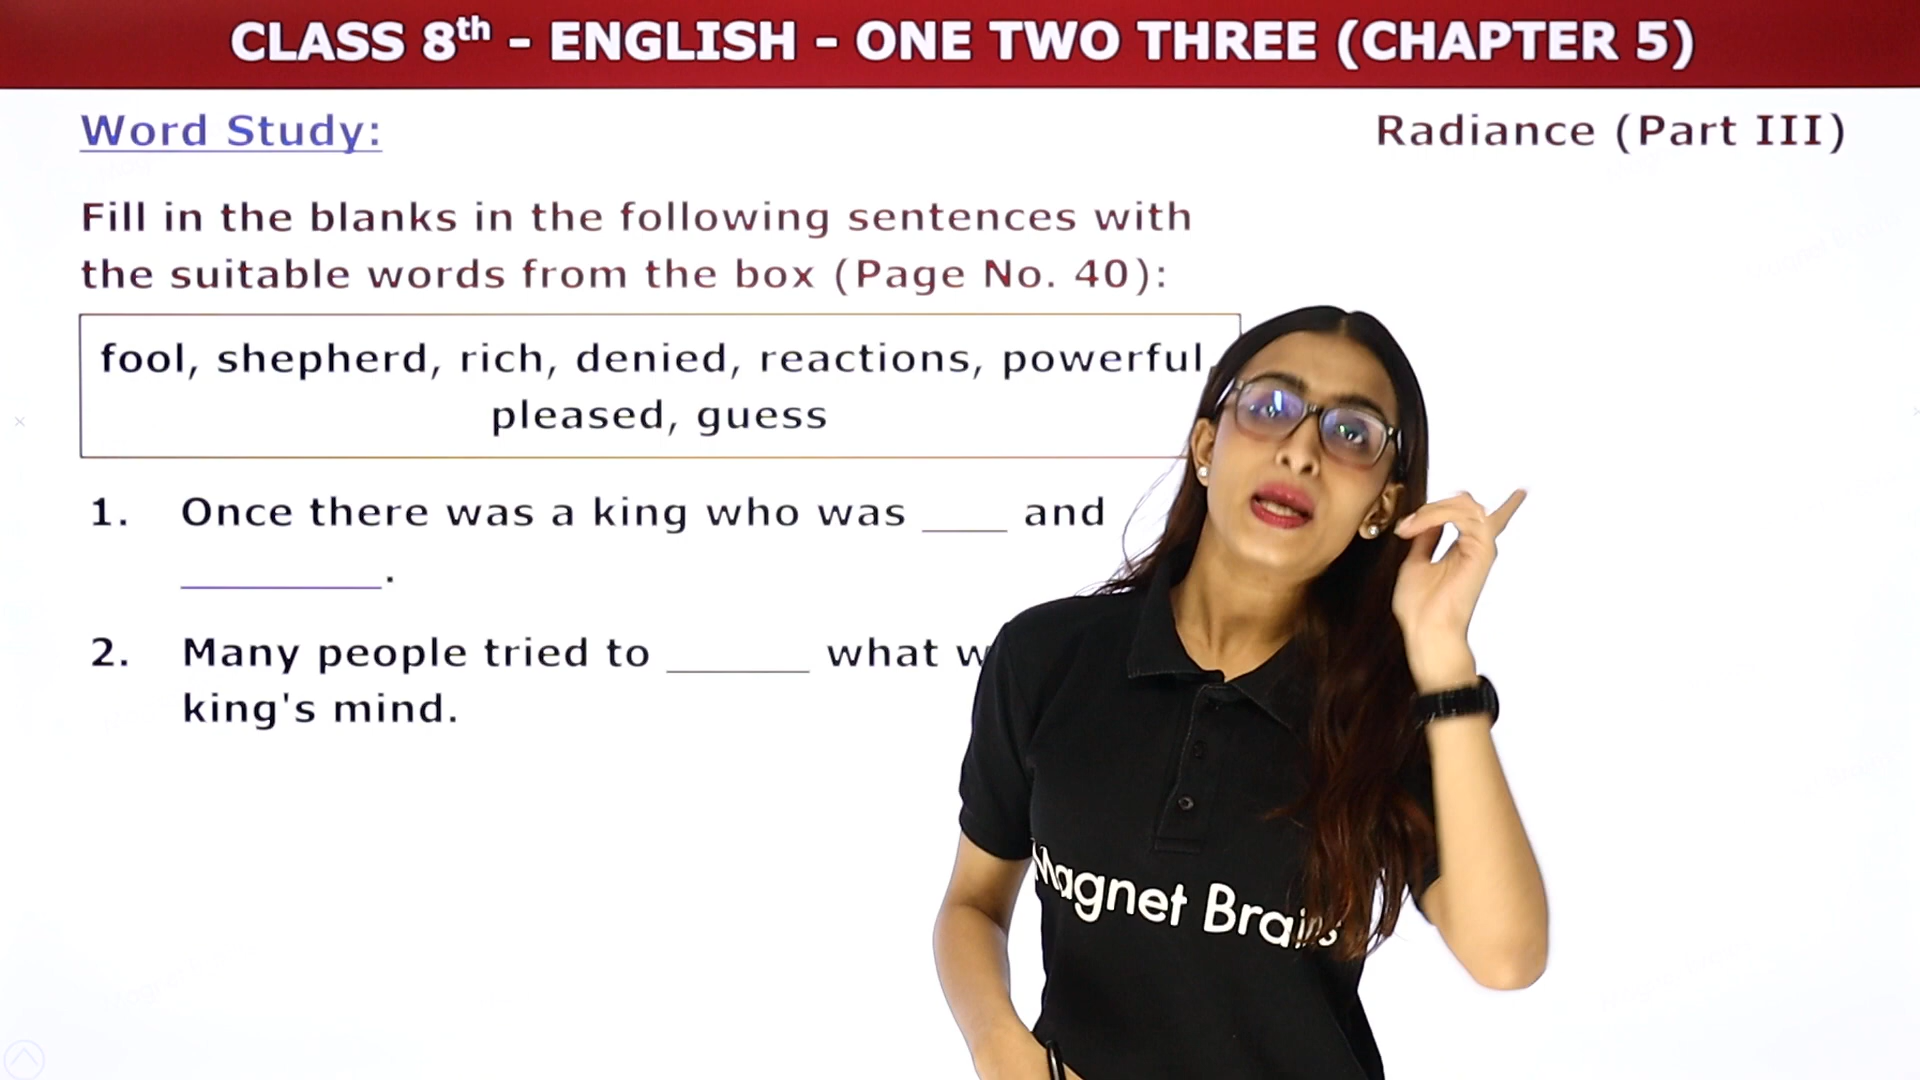 CLASS 8th - ENGLISH - ONE TWO THREE (CHAPTER 5)
Word Study:
Radiance (Part III)
Fill in the blanks in the following sentences with
the suitable words from the box (Page No. 40):
fool, shepherd, rich, denied, reactions, powerful,
pleased, guess
1. Once there was a king who was ____ and
__________.
2. Many people tried to _______ what
king's mind.
Magnet Brains